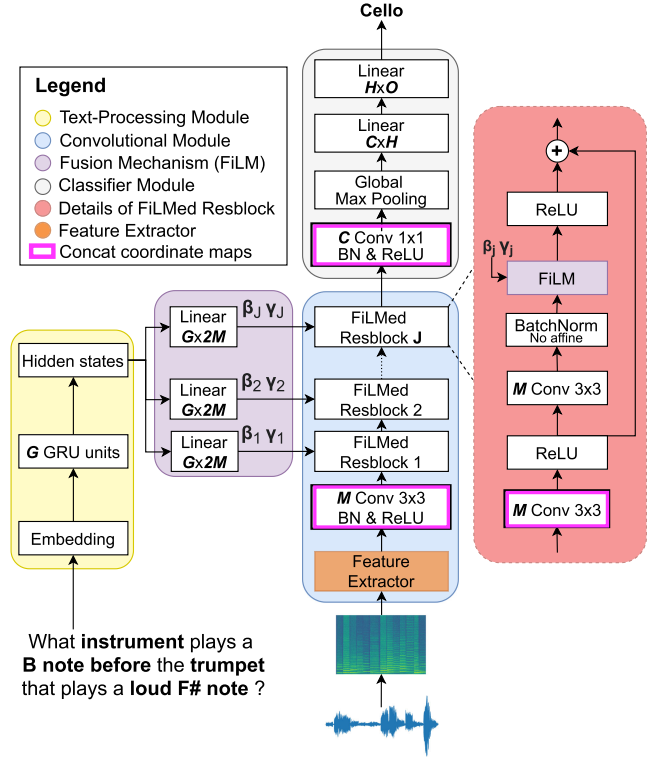 Cello
Linear
HxO
Linear
CxH
Global
Max Pooling
C Conv 1x1
BN & ReLU
Legend
Text-Processing Module
Convolutional Module
Fusion Mechanism (FiLM)
Classifier Module
Details of FiLMed Resblock
Feature Extractor
Concat coordinate maps
+
ReLU
βj γj
FiLM
BatchNorm
No affine
M Conv 3x3
ReLU
M Conv 3x3
Hidden states
G GRU units
Embedding
Linear
Gx2M
βJ γJ
FiLMed
Resblock J
Linear
Gx2M
β2 γ2
FiLMed
Resblock 2
Linear
Gx2M
β1 γ1
FiLMed
Resblock 1
M Conv 3x3
BN & ReLU
Feature
Extractor
What instrument plays a
B note before the trumpet
that plays a loud F# note ?